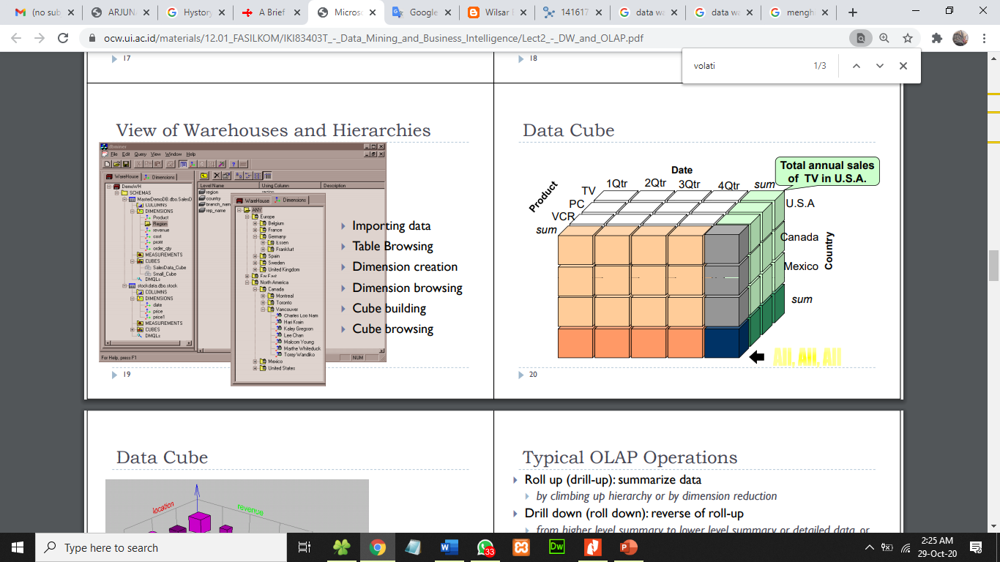 (no sub
ARJUN
Hystory
A Brief
Micros
Google
Wilsar
141617
data wa
data wa
mengh
ocw.ui.ac.id/materials/12.01_FASILKOM/IKI83403T_-_Data_Mining_and_Business_Intelligence/Lect2_-_DW_and_OLAP.pdf
volati
1/3
17
18
View of Warehouses and Hierarchies
File Edit Query View Window Help
WareHouse
Dimensions
DemoWH
SCHEMAS
MasterDemoDB.dbo.SalesD
COLUMNS
DIMENSIONS
Product
Region
revenue
cost
profit
order_qty
MEASUREMENTS
CUBES
SalesData_Cube
Small_Cube
DMQLs
stockdata.dbo.stock
COLUMNS
DIMENSIONS
date
price
price1
MEASUREMENTS
CUBES
DMQLs
Level Name
Using Column
Description
region
country
branch_nam
rep_name
WareHouse
Dimensions
ANY
Europe
Belgium
France
Germany
Essen
Frankfurt
Spain
Sweden
United Kingdom
Far East
North America
Canada
Montreal
Toronto
Vancouver
Charles Loo Nam
Hari Krain
Kaley Gregson
Lee Chan
Malcom Young
Marthe Whiteduck
Torey Wandiko
Mexico
United States
For Help, press F1
NUM
Importing data
Table Browsing
Dimension creation
Dimension browsing
Cube building
Cube browsing
19
Data Cube
Total annual sales
of TV in U.S.A.
Date
Product
1Qtr
2Qtr
3Qtr
4Qtr
sum
TV
PC
VCR
sum
U.S.A
Canada
Mexico
sum
Country
All, All, All
20
Data Cube
location
revenue
Typical OLAP Operations
Roll up (drill-up): summarize data
by climbing up hierarchy or by dimension reduction
Drill down (roll down): reverse of roll-up
from higher level summary to lower level summary or detailed data, or
Type here to search
33
Dw
2:25 AM
29-Oct-20